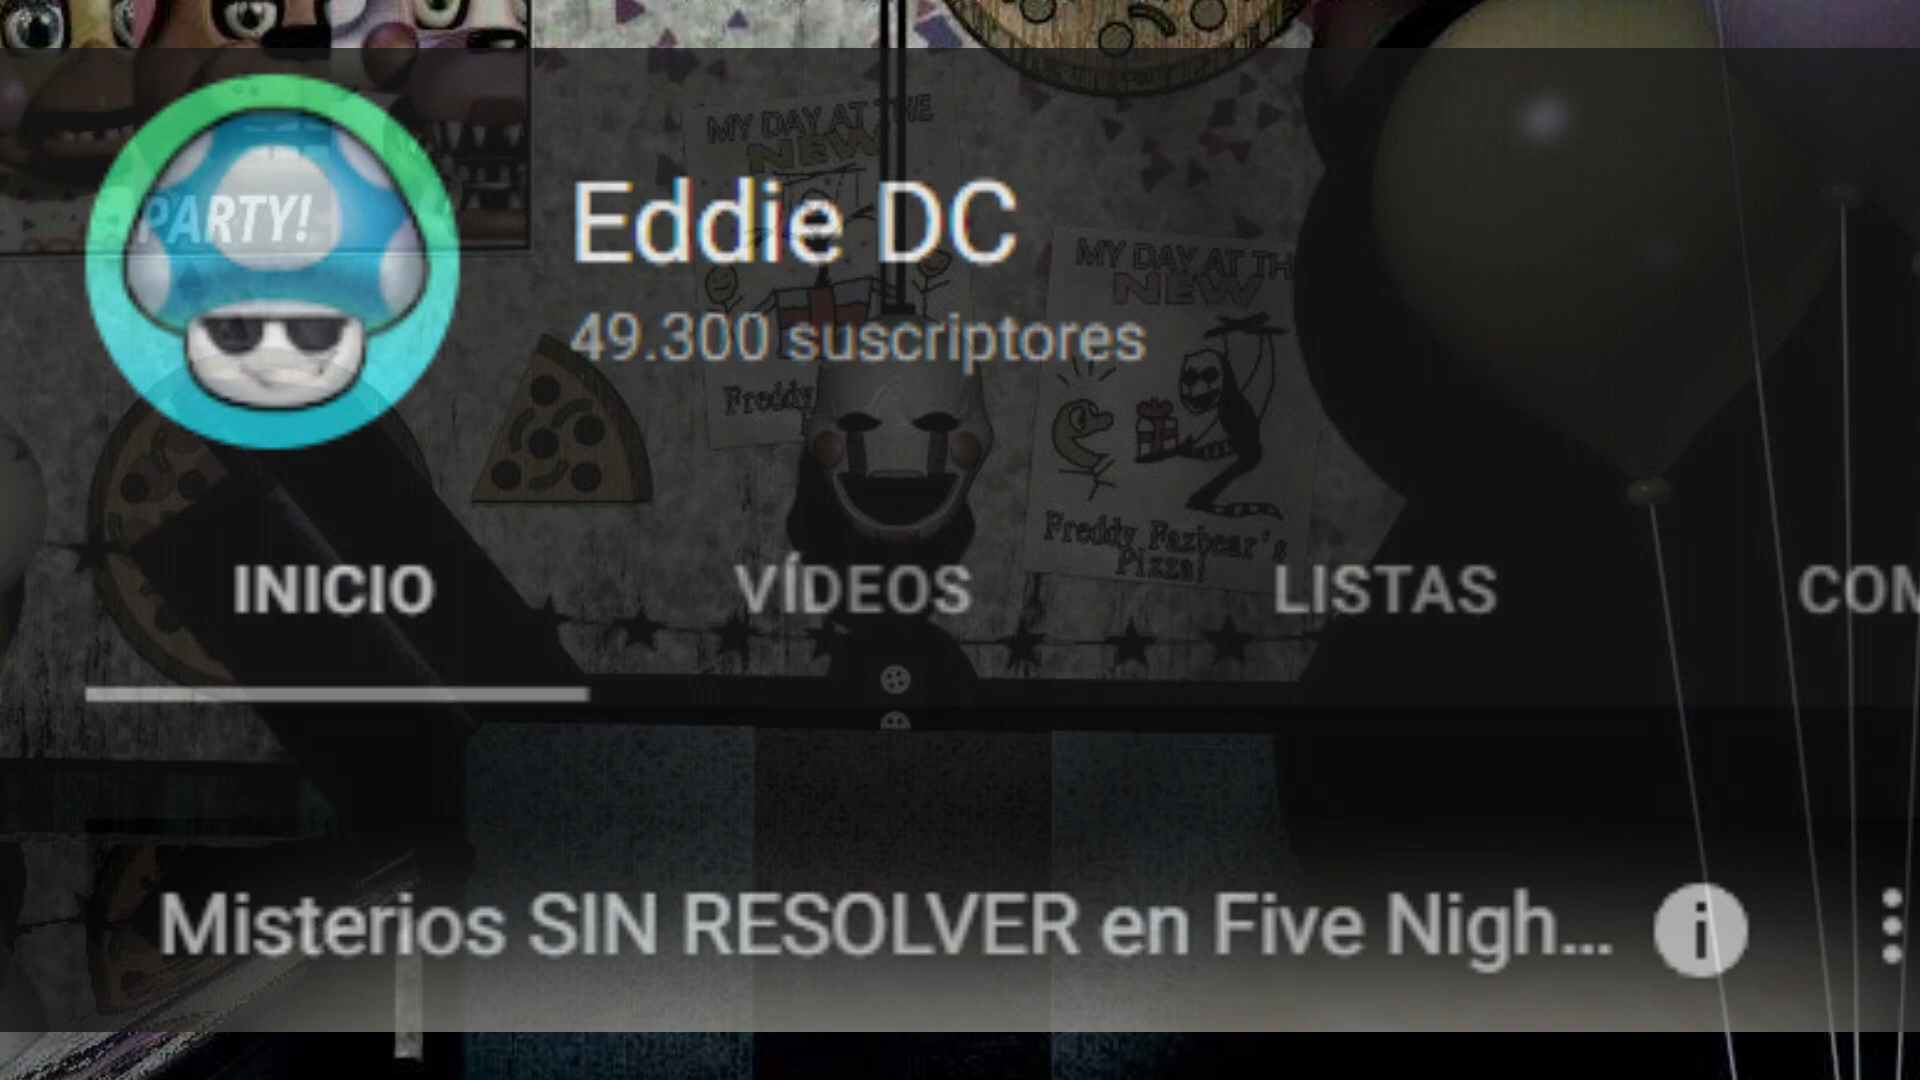 PARTY!
MY DAY AT THE
NEW
Eddie DC
49.300 suscriptores
Freddy
MY DAY AT TH
NEW
Freddy Fazbear's
Pizza!
INICIO
VÍDEOS
LISTAS
COM
Misterios SIN RESOLVER en Five Nigh...
i